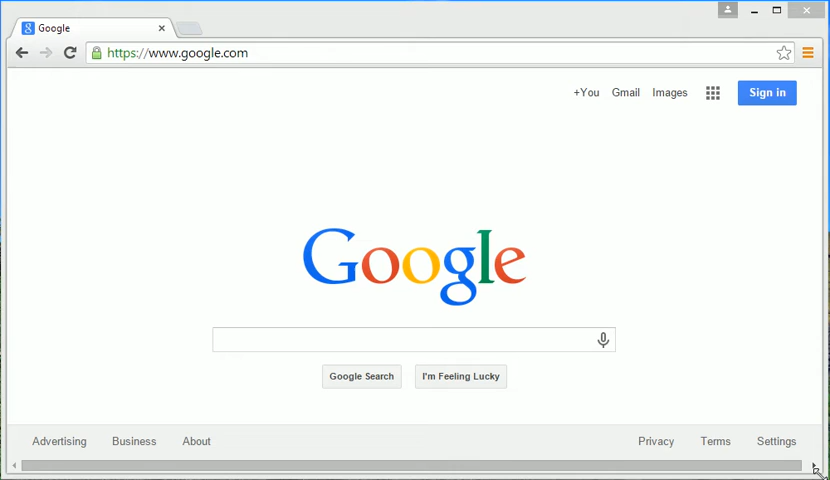 Google
https://www.google.com
+You Gmail Images Sign in
Google
Google Search I'm Feeling Lucky
Advertising Business About Privacy Terms Settings